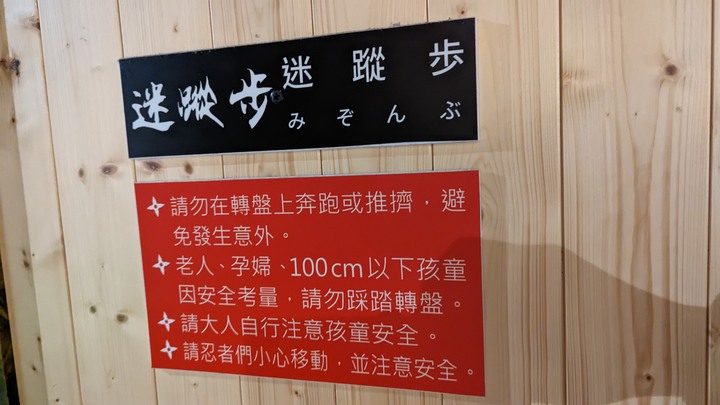 迷蹤步
迷蹤步
みぞんぶ
請勿在轉盤上奔跑或推擠，避
免發生意外。
老人、孕婦、100cm以下孩童
因安全考量，請勿踩踏轉盤。
請大人自行注意孩童安全。
請忍者們小心移動，並注意安全。